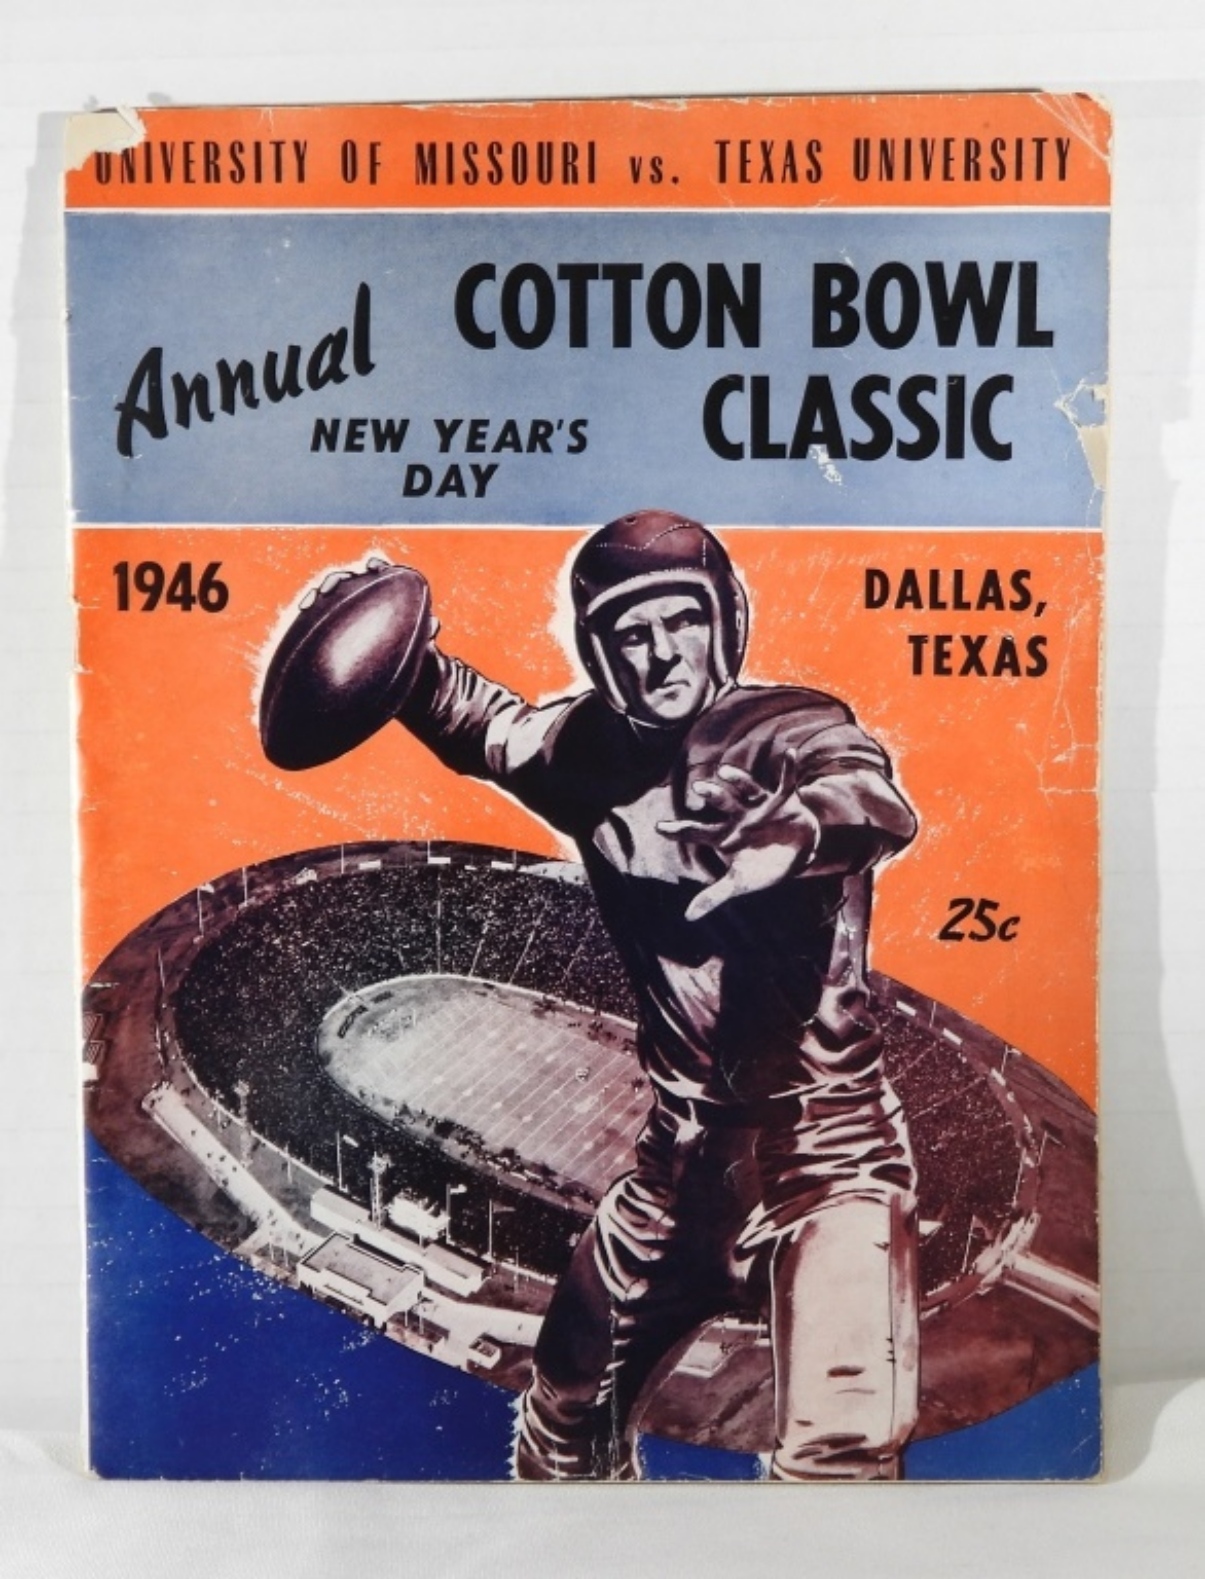 UNIVERSITY OF MISSOURI vs. TEXAS UNIVERSITY
Annual
COTTON BOWL
CLASSIC
NEW YEAR'S
DAY
1946
DALLAS,
TEXAS
25c